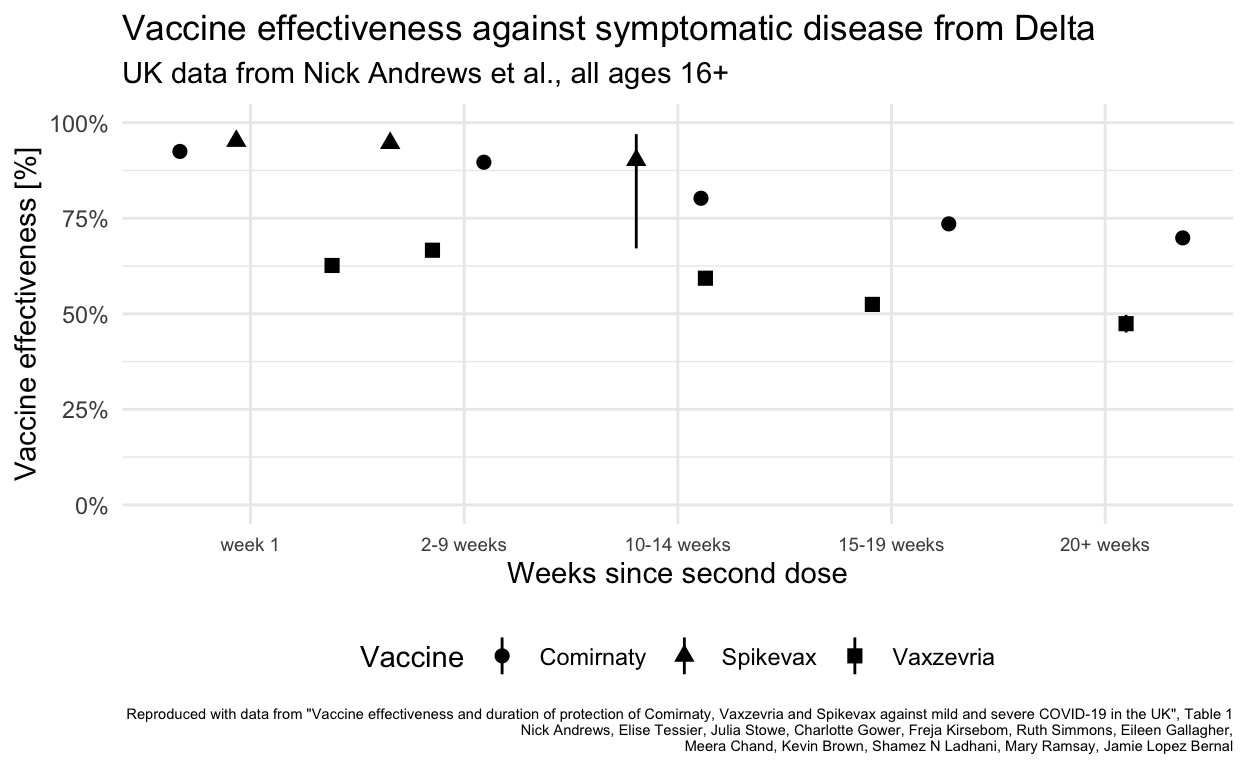 Vaccine effectiveness against symptomatic disease from Delta
UK data from Nick Andrews et al., all ages 16+
Vaccine effectiveness [%]
100%
75%
50%
25%
0%
week 1
2-9 weeks
10-14 weeks
15-19 weeks
20+ weeks
Weeks since second dose
Vaccine
Comirnaty
Spikevax
Vaxzevria
Reproduced with data from "Vaccine effectiveness and duration of protection of Comirnaty, Vaxzevria and Spikevax against mild and severe COVID-19 in the UK", Table 1
Nick Andrews, Elise Tessier, Julia Stowe, Charlotte Gower, Freja Kirsebom, Ruth Simmons, Eileen Gallagher,
Meera Chand, Kevin Brown, Shamez N Ladhani, Mary Ramsay, Jamie Lopez Bernal